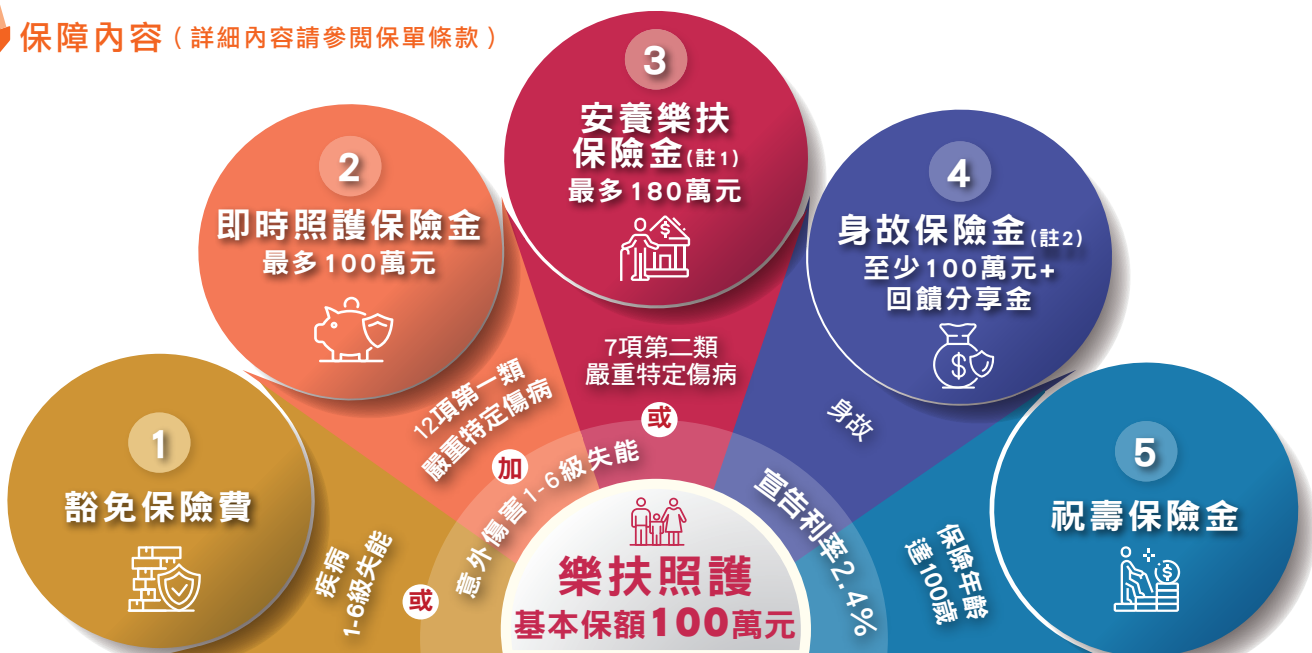 保障內容（詳細內容請參閱保單條款）
1
豁免保險費
疾病
1-6級失能
或
2
即時照護保險金
最多100萬元
12項第一類
嚴重特定傷病
加
意外傷害1-6級失能
3
安養樂扶
保險金(註1)
最多180萬元
7項第二類
嚴重特定傷病
或
4
身故保險金(註2)
至少100萬元+
回饋分享金
身故
宣告利率2.4%
5
祝壽保險金
保險年齡
達100歲
樂扶照護
基本保額100萬元